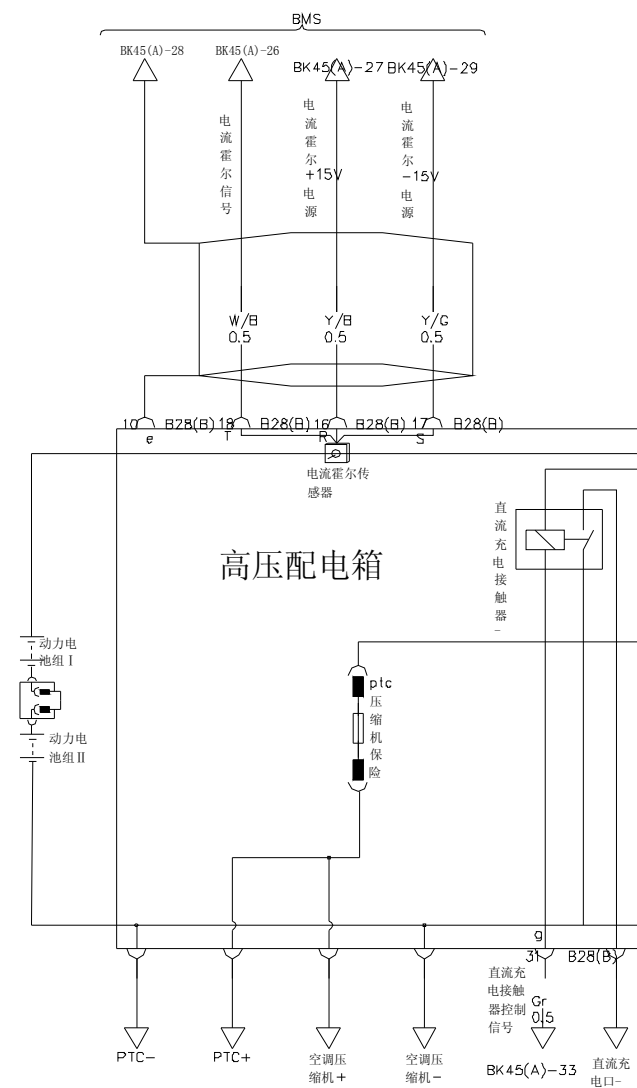 BMS
BK45(A)-28
BK45(A)-26
BK45(A)-27
BK45(A)-29
电流霍尔信号
电流霍尔+15V电源
电流霍尔-15V电源
W/B
0.5
Y/B
0.5
Y/G
0.5
10
B28(B)
18
B28(B)
16
B28(B)
17
B28(B)
e
T
R
S
电流霍尔传
感器
直流充电接触器-
高压配电箱
动力电
池组Ⅰ
ptc
压缩机保险
动力电
池组Ⅱ
g
31
B28(B)
直流充
电接触
器控制
信号
Gr
0.5
PTC-
PTC+
空调压
缩机+
空调压
缩机-
BK45(A)-33
直流充
电口-